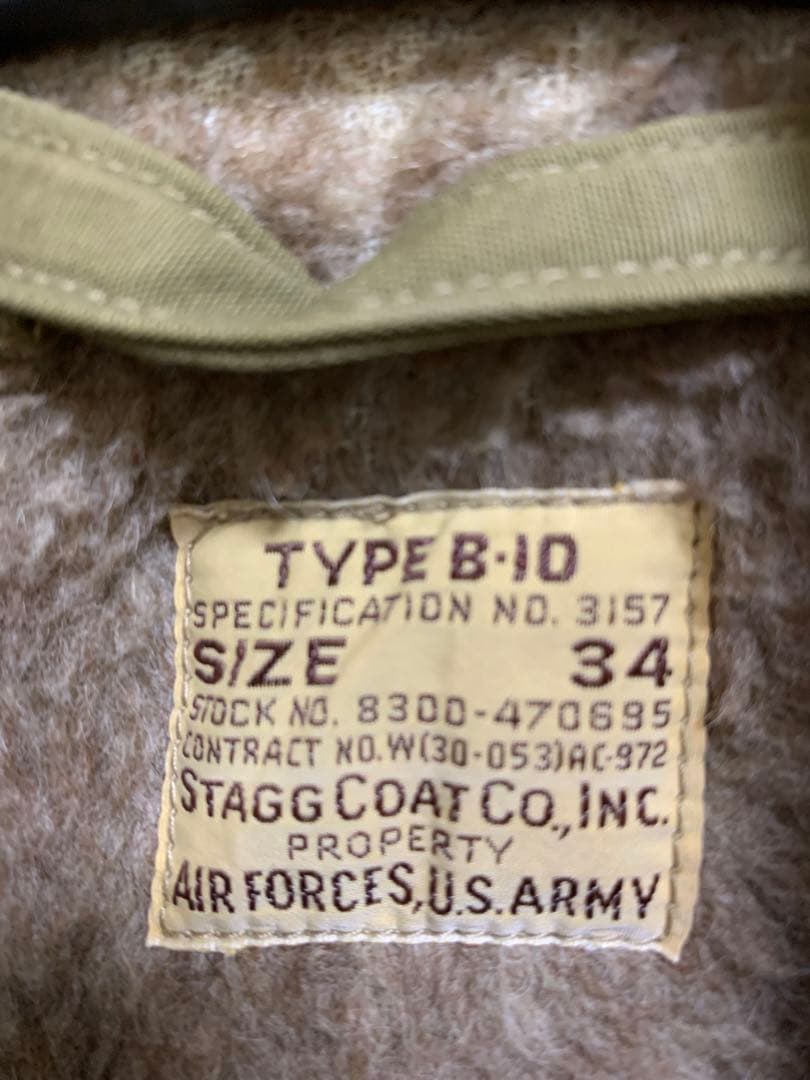 TYPE B-10
SPECIFICATION NO. 3157
SIZE 34
STOCK NO. 8300-470695
CONTRACT NO. W(30-053)AC-972
STAGG COAT CO., INC.
PROPERTY
AIR FORCES, U.S. ARMY